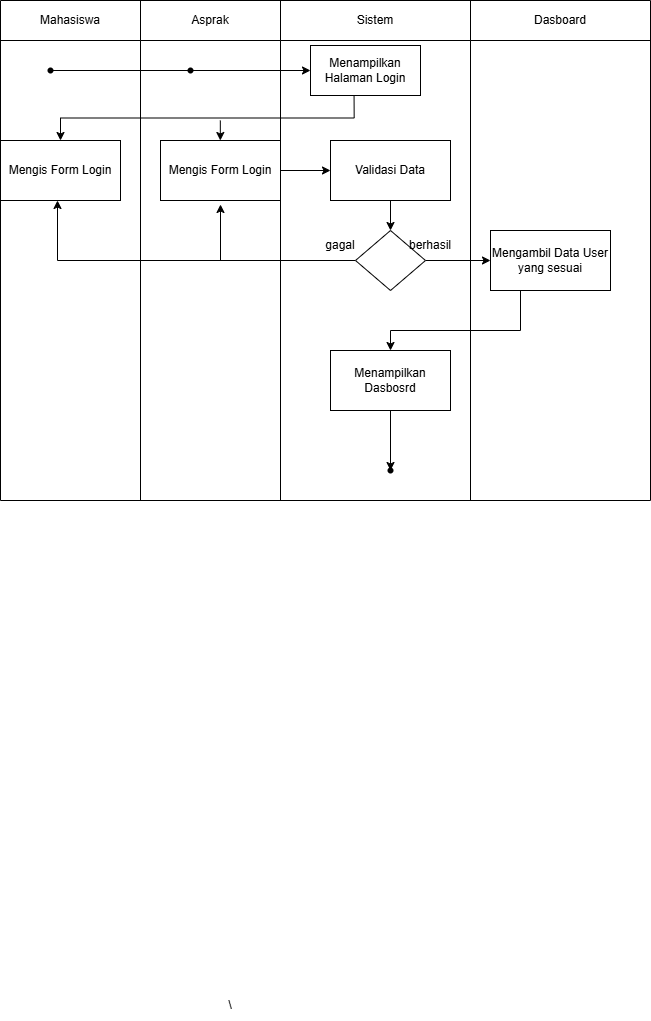 Mahasiswa
Asprak
Sistem
Dasboard
Menampilkan
Halaman Login
Mengis Form Login
Mengis Form Login
Validasi Data
gagal
berhasil
Mengambil Data User
yang sesuai
Menampilkan
Dasbosrd
\